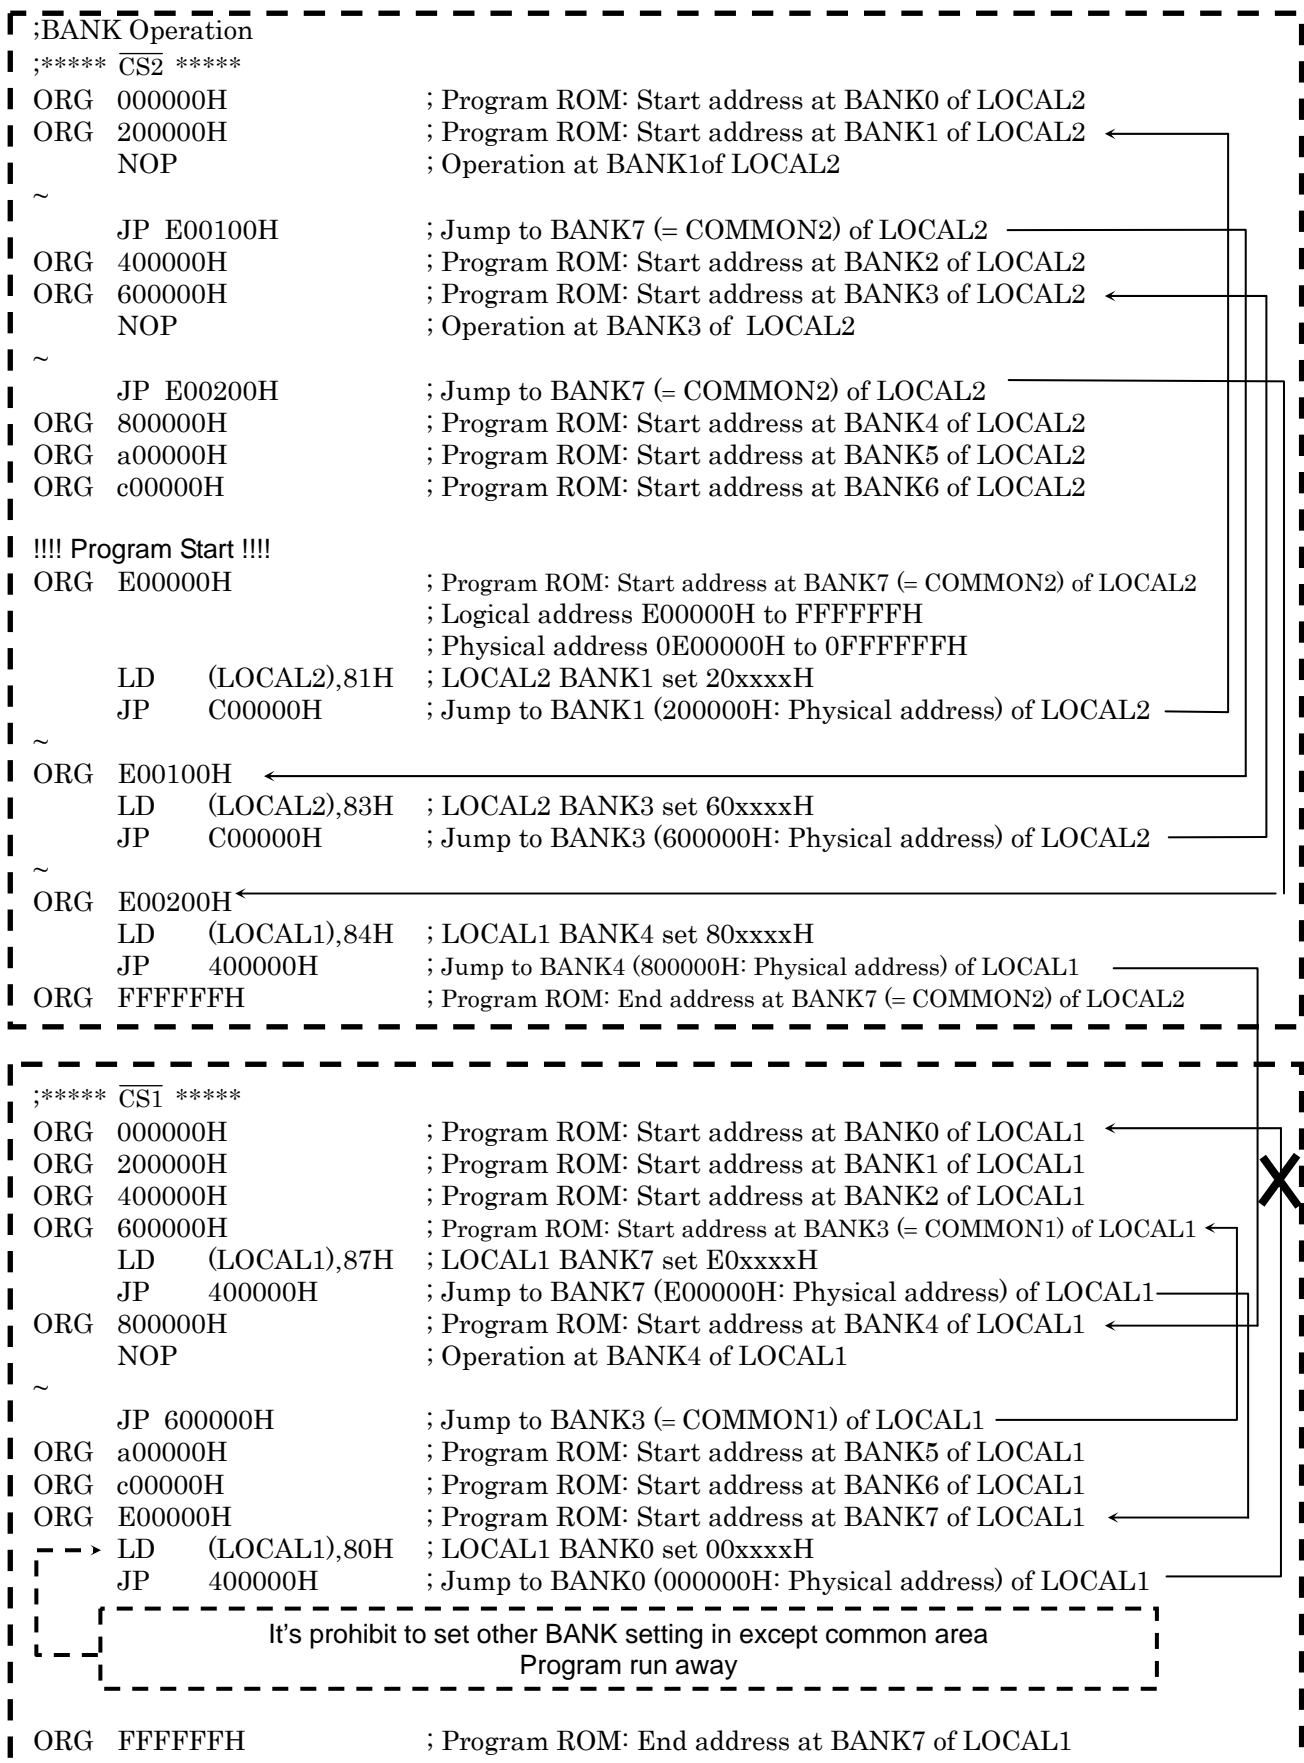 ;BANK Operation
;***** CS2 *****
ORG 000000H ; Program ROM: Start address at BANK0 of LOCAL2
ORG 200000H ; Program ROM: Start address at BANK1 of LOCAL2
NOP ; Operation at BANK1of LOCAL2
~
JP E00100H ; Jump to BANK7 (= COMMON2) of LOCAL2
ORG 400000H ; Program ROM: Start address at BANK2 of LOCAL2
ORG 600000H ; Program ROM: Start address at BANK3 of LOCAL2
NOP ; Operation at BANK3 of LOCAL2
~
JP E00200H ; Jump to BANK7 (= COMMON2) of LOCAL2
ORG 800000H ; Program ROM: Start address at BANK4 of LOCAL2
ORG a00000H ; Program ROM: Start address at BANK5 of LOCAL2
ORG c00000H ; Program ROM: Start address at BANK6 of LOCAL2
!!!! Program Start !!!!
ORG E00000H ; Program ROM: Start address at BANK7 (= COMMON2) of LOCAL2
; Logical address E00000H to FFFFFFH
; Physical address 0E00000H to 0FFFFFFH
LD (LOCAL2),81H ; LOCAL2 BANK1 set 20xxxxH
JP C00000H ; Jump to BANK1 (200000H: Physical address) of LOCAL2
~
ORG E00100H
LD (LOCAL2),83H ; LOCAL2 BANK3 set 60xxxxH
JP C00000H ; Jump to BANK3 (600000H: Physical address) of LOCAL2
~
ORG E00200H
LD (LOCAL1),84H ; LOCAL1 BANK4 set 80xxxxH
JP 400000H ; Jump to BANK4 (800000H: Physical address) of LOCAL1
ORG FFFFFFH ; Program ROM: End address at BANK7 (= COMMON2) of LOCAL2
;***** CS1 *****
ORG 000000H ; Program ROM: Start address at BANK0 of LOCAL1
ORG 200000H ; Program ROM: Start address at BANK1 of LOCAL1
ORG 400000H ; Program ROM: Start address at BANK2 of LOCAL1
ORG 600000H ; Program ROM: Start address at BANK3 (= COMMON1) of LOCAL1
LD (LOCAL1),87H ; LOCAL1 BANK7 set E0xxxxH
JP 400000H ; Jump to BANK7 (E00000H: Physical address) of LOCAL1
ORG 800000H ; Program ROM: Start address at BANK4 of LOCAL1
NOP ; Operation at BANK4 of LOCAL1
~
JP 600000H ; Jump to BANK3 (= COMMON1) of LOCAL1
ORG a00000H ; Program ROM: Start address at BANK5 of LOCAL1
ORG c00000H ; Program ROM: Start address at BANK6 of LOCAL1
ORG E00000H ; Program ROM: Start address at BANK7 of LOCAL1
LD (LOCAL1),80H ; LOCAL1 BANK0 set 00xxxxH
JP 400000H ; Jump to BANK0 (000000H: Physical address) of LOCAL1
It's prohibit to set other BANK setting in except common area
Program run away
ORG FFFFFFH ; Program ROM: End address at BANK7 of LOCAL1